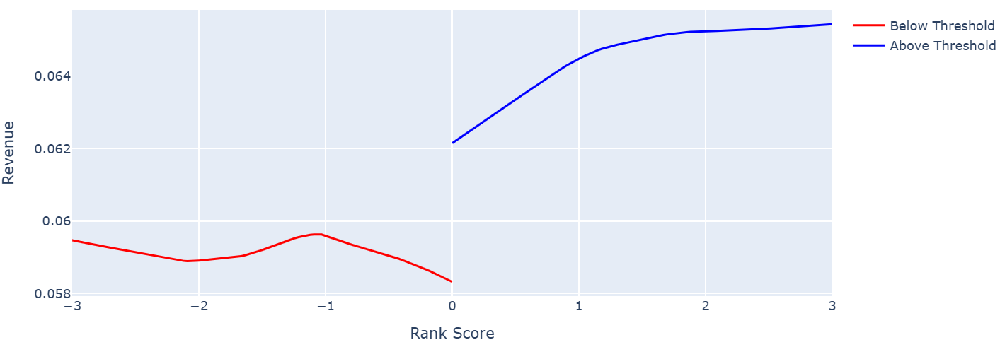 Below Threshold
Above Threshold
Revenue
0.064
0.062
0.06
0.058
−3
−2
−1
0
1
2
3
Rank Score